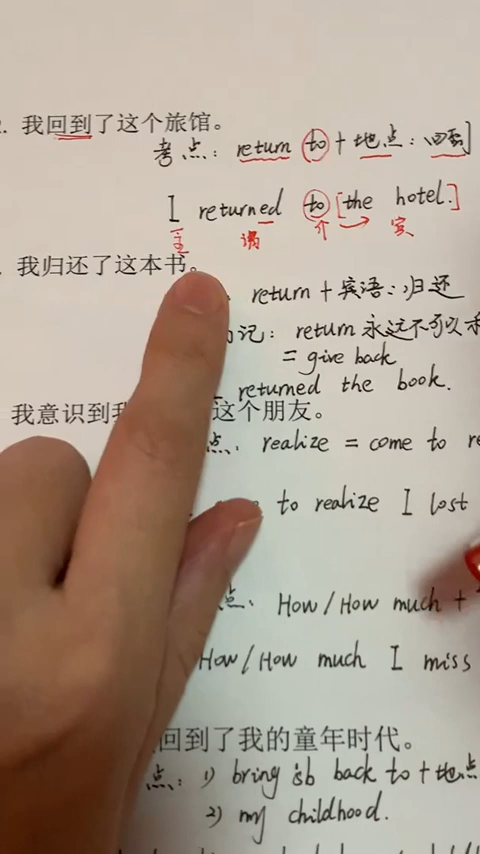 2. 我回到了这个旅馆。
考点: return to + 地点: 回到
I returned to [the hotel.]
主 谓 介 宾
我归还了这本书。
return + 宾语: 归还
记: return 永远不可以和
= give back
returned the book.
我意识到我 这个朋友。
点: realize = come to re
to realize I lost
点: How / How much +
How / How much I miss
回到了我的童年时代。
点: 1) bring sb back to + 地点
2) my childhood.